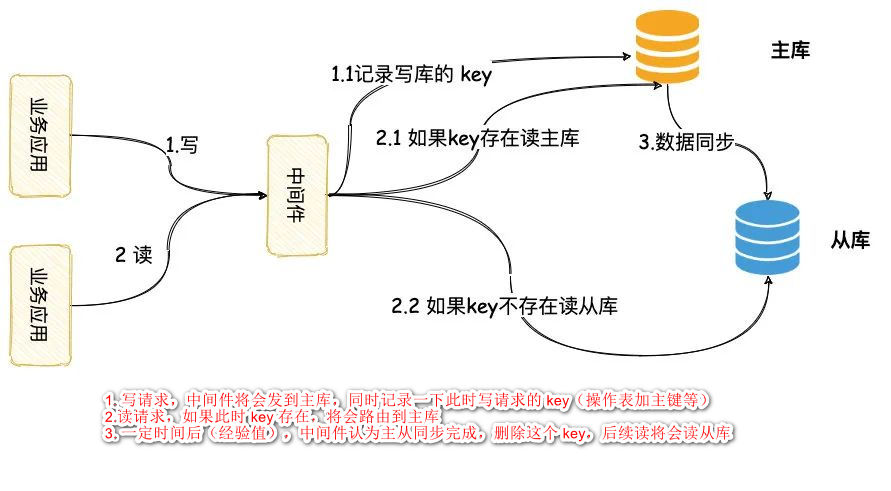 主库
1.1记录写库的 key
业务应用
1.写
2.1 如果key存在读主库
3.数据同步
中间件
从库
2 读
业务应用
2.2 如果key不存在读从库
1. 写请求，中间件将会发到主库，同时记录一下此时写请求的 key（操作表加主键等）
2.读请求，如果此时 key 存在，将会路由到主库
3.一定时间后（经验值），中间件认为主从同步完成，删除这个 key，后续读将会读从库